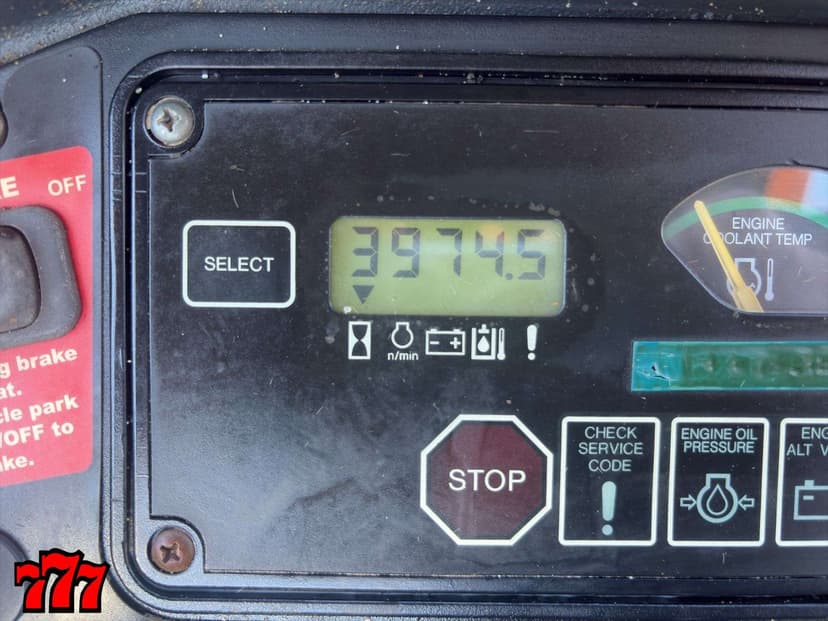 E OFF
SELECT
3974.5
n/min
ENGINE
COOLANT TEMP
g brake
at.
cle park
/OFF to
ke.
STOP
CHECK
SERVICE
CODE
!
ENGINE OIL
PRESSURE
ENG
ALT V
777